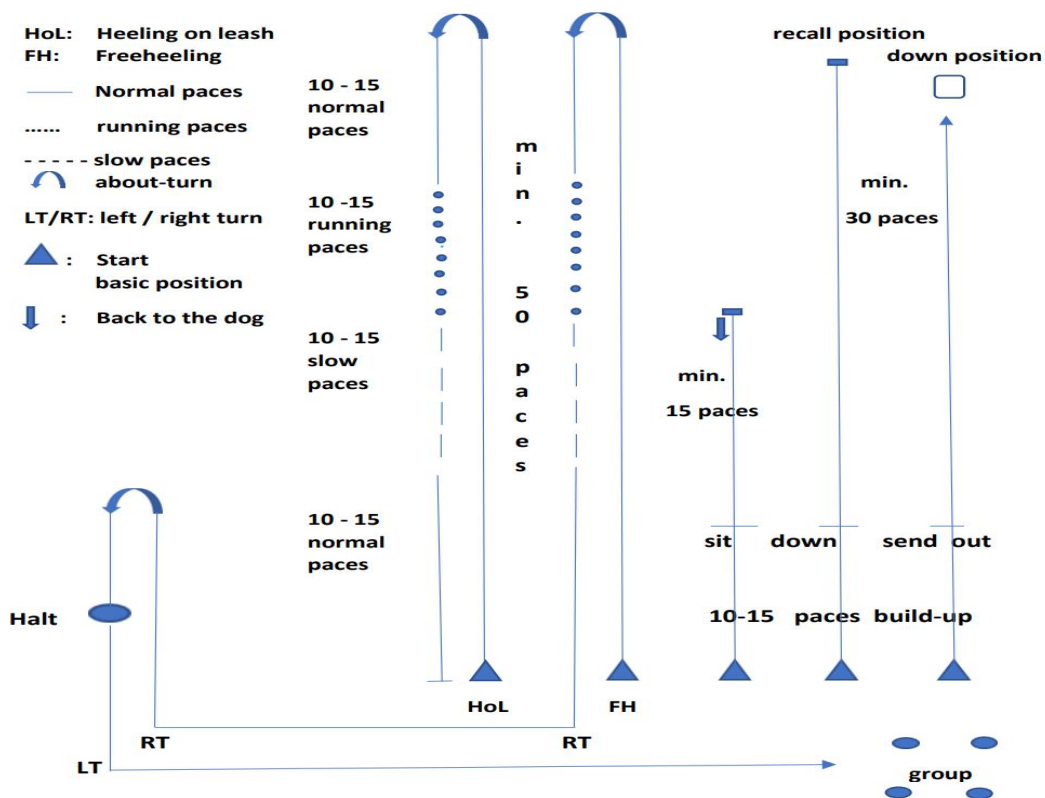 HoL: Heeling on leash
FH: Freeheeling
Normal paces
...... running paces
- - - - - slow paces
about-turn
LT/RT: left / right turn
: Start
basic position
: Back to the dog
10 - 15
normal
paces
10 -15
running
paces
10 - 15
slow
paces
10 - 15
normal
paces
min. 50 paces
recall position
down position
min.
30 paces
min.
15 paces
sit down send out
10-15 paces build-up
Halt
HoL FH
RT RT
LT
group